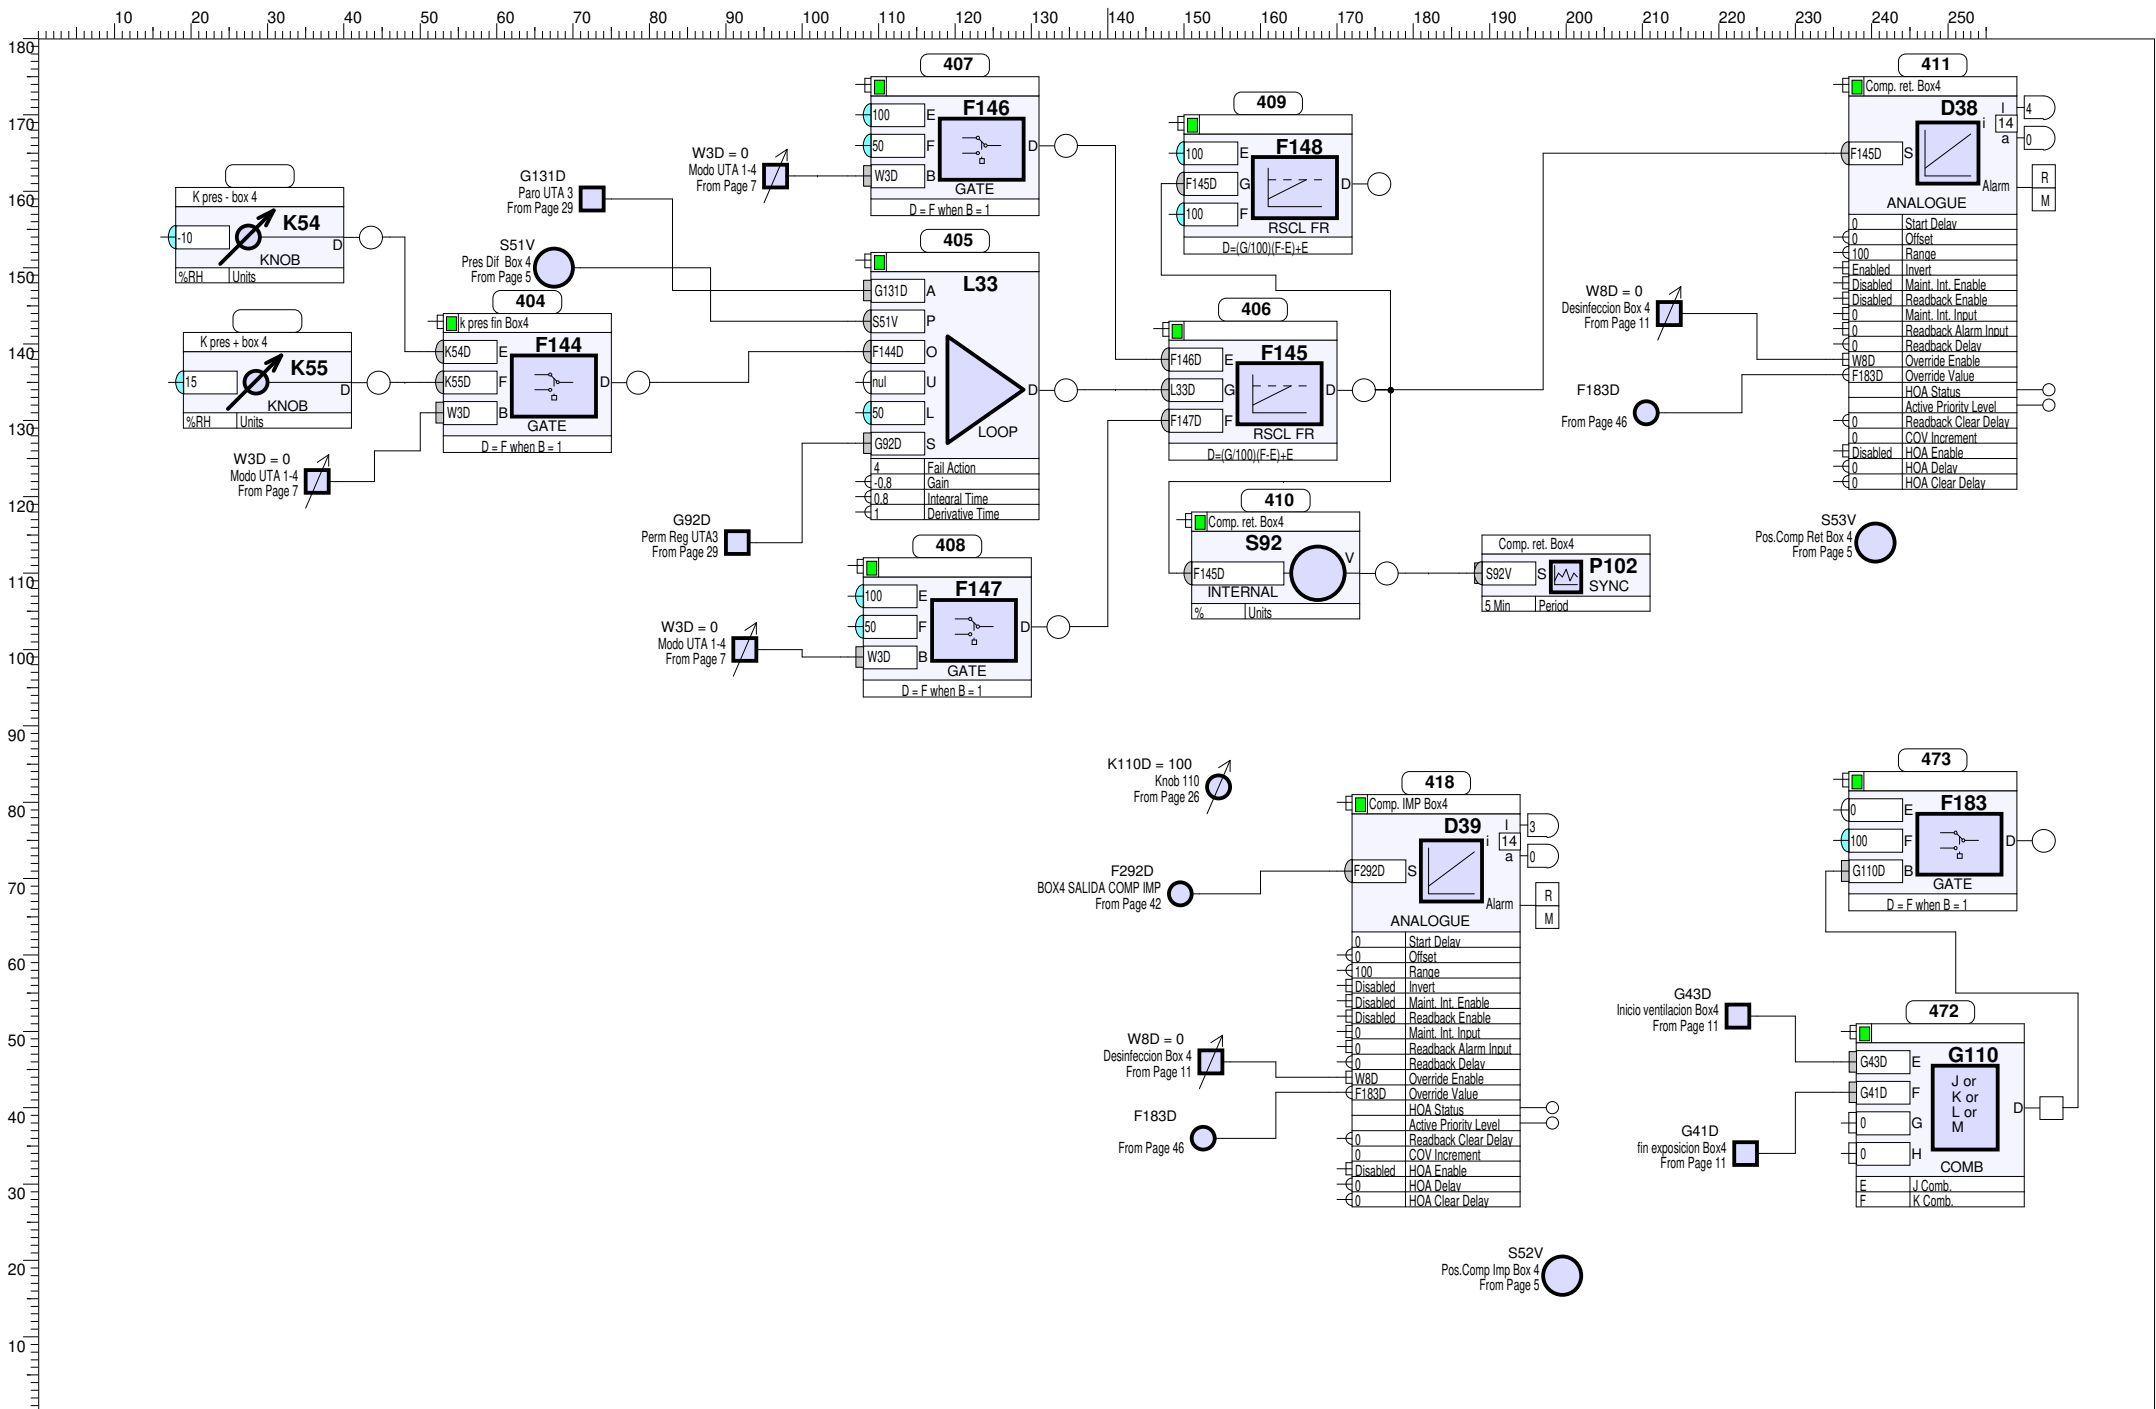 10 20 30 40 50 60 70 80 90 100 110 120 130 140 150 160 170 180 190 200 210 220 230 240 250
180
170
160
150
140
130
120
110
100
90
80
70
60
50
40
30
20
10
K pres - box 4
-10
K54
D
KNOB
%RH Units
K pres + box 4
15
K55
D
KNOB
%RH Units
W3D = 0
Modo UTA 1-4
From Page 7
404
k pres fin Box4
F144
K54D E
K55D F
W3D B
D
GATE
D = F when B = 1
G131D
Paro UTA 3
From Page 29
S51V
Pres Dif Box 4
From Page 5
W3D = 0
Modo UTA 1-4
From Page 7
407
F146
100 E
50 F
W3D B
D
GATE
D = F when B = 1
405
L33
G131D A
S51V P
F144D O
nul U
50 L
G92D S
D
LOOP
4 Fail Action
-0.8 Gain
0.8 Integral Time
1 Derivative Time
G92D
Perm Reg UTA3
From Page 29
408
F147
100 E
50 F
W3D B
D
GATE
D = F when B = 1
W3D = 0
Modo UTA 1-4
From Page 7
409
F148
100 E
F145D G
100 F
D
RSCL FR
D=(G/100)(F-E)+E
406
F145
F146D E
L33D G
F147D F
D
RSCL FR
D=(G/100)(F-E)+E
410
Comp. ret. Box4
S92
V
F145D
INTERNAL
% Units
Comp. ret. Box4
P102
S92V S
SYNC
5 Min Period
411
Comp. ret. Box4
D38
I 4
i 14
a 0
F145D S
Alarm
R
M
ANALOGUE
0 Start Delay
0 Offset
100 Range
Enabled Invert
Disabled Maint. Int. Enable
Disabled Readback Enable
0 Maint. Int. Input
0 Readback Alarm Input
0 Readback Delay
W8D Override Enable
F183D Override Value
HOA Status
Active Priority Level
0 Readback Clear Delay
0 COV Increment
Disabled HOA Enable
0 HOA Delay
0 HOA Clear Delay
W8D = 0
Desinfeccion Box 4
From Page 11
F183D
From Page 46
S53V
Pos.Comp Ret Box 4
From Page 5
K110D = 100
Knob 110
From Page 26
F292D
BOX4 SALIDA COMP IMP
From Page 42
418
Comp. IMP Box4
D39
I 3
i 14
a 0
F292D S
Alarm
R
M
ANALOGUE
0 Start Delay
0 Offset
100 Range
Disabled Invert
Disabled Maint. Int. Enable
Disabled Readback Enable
0 Maint. Int. Input
0 Readback Alarm Input
0 Readback Delay
W8D Override Enable
F183D Override Value
HOA Status
Active Priority Level
0 Readback Clear Delay
0 COV Increment
Disabled HOA Enable
0 HOA Delay
0 HOA Clear Delay
W8D = 0
Desinfeccion Box 4
From Page 11
F183D
From Page 46
S52V
Pos.Comp Imp Box 4
From Page 5
473
F183
0 E
100 F
G110D B
D
GATE
D = F when B = 1
G43D
Inicio ventilacion Box4
From Page 11
G41D
fin exposicion Box4
From Page 11
472
G110
G43D E
G41D F
0 G
0 H
J or
K or
L or
M
D
COMB
E J Comb.
F K Comb.